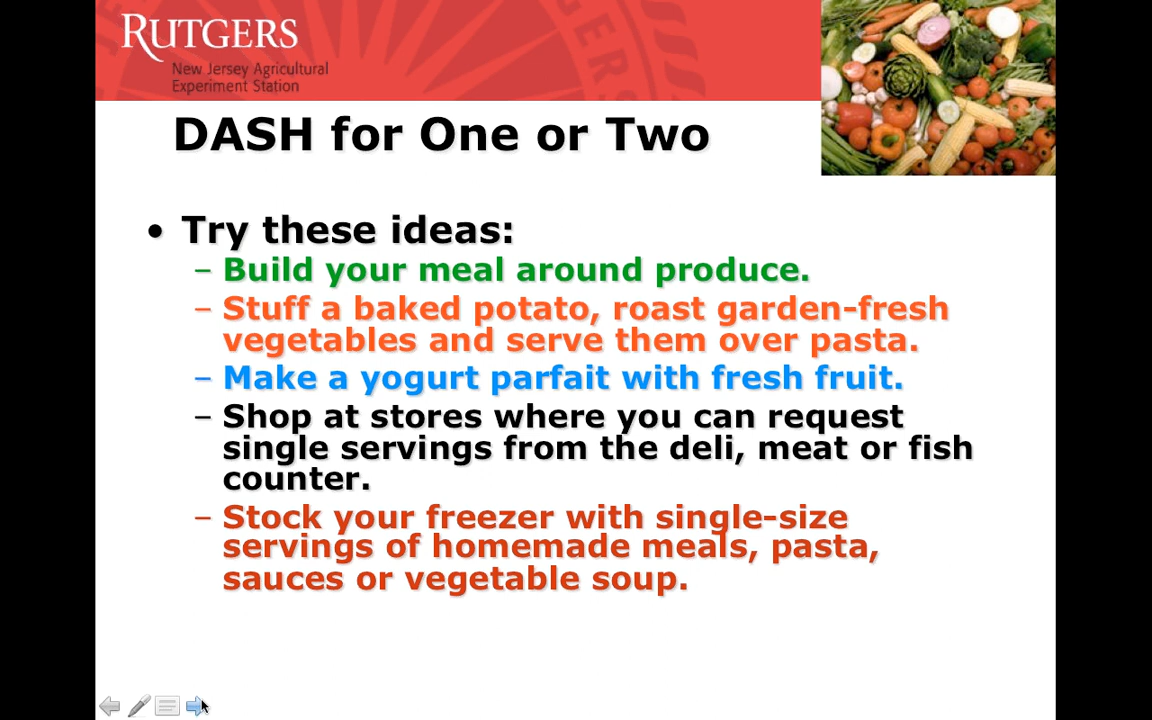 RUTGERS
New Jersey Agricultural
Experiment Station
DASH for One or Two
• Try these ideas:
– Build your meal around produce.
– Stuff a baked potato, roast garden-fresh
vegetables and serve them over pasta.
– Make a yogurt parfait with fresh fruit.
– Shop at stores where you can request
single servings from the deli, meat or fish
counter.
– Stock your freezer with single-size
servings of homemade meals, pasta,
sauces or vegetable soup.